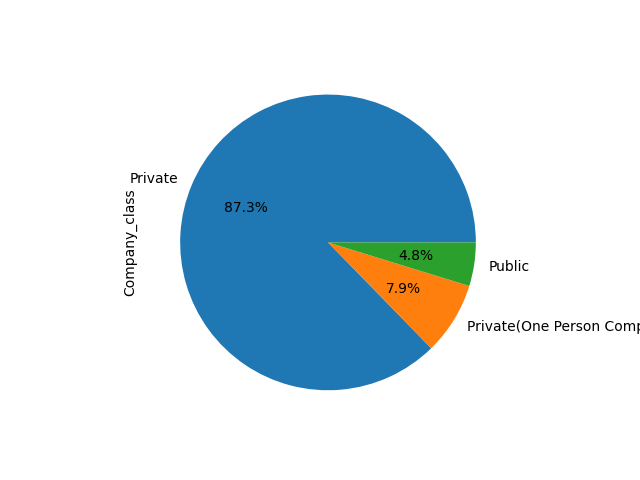 Private
Company_class
87.3%
4.8%
Public
7.9%
Private(One Person Comp